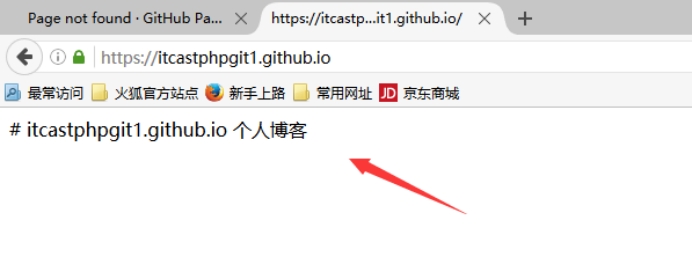 Page not found · GitHub Pa...
https://itcastp...it1.github.io/
https://itcastphpgit1.github.io
最常访问 火狐官方站点 新手上路 常用网址 JD 京东商城
# itcastphpgit1.github.io 个人博客